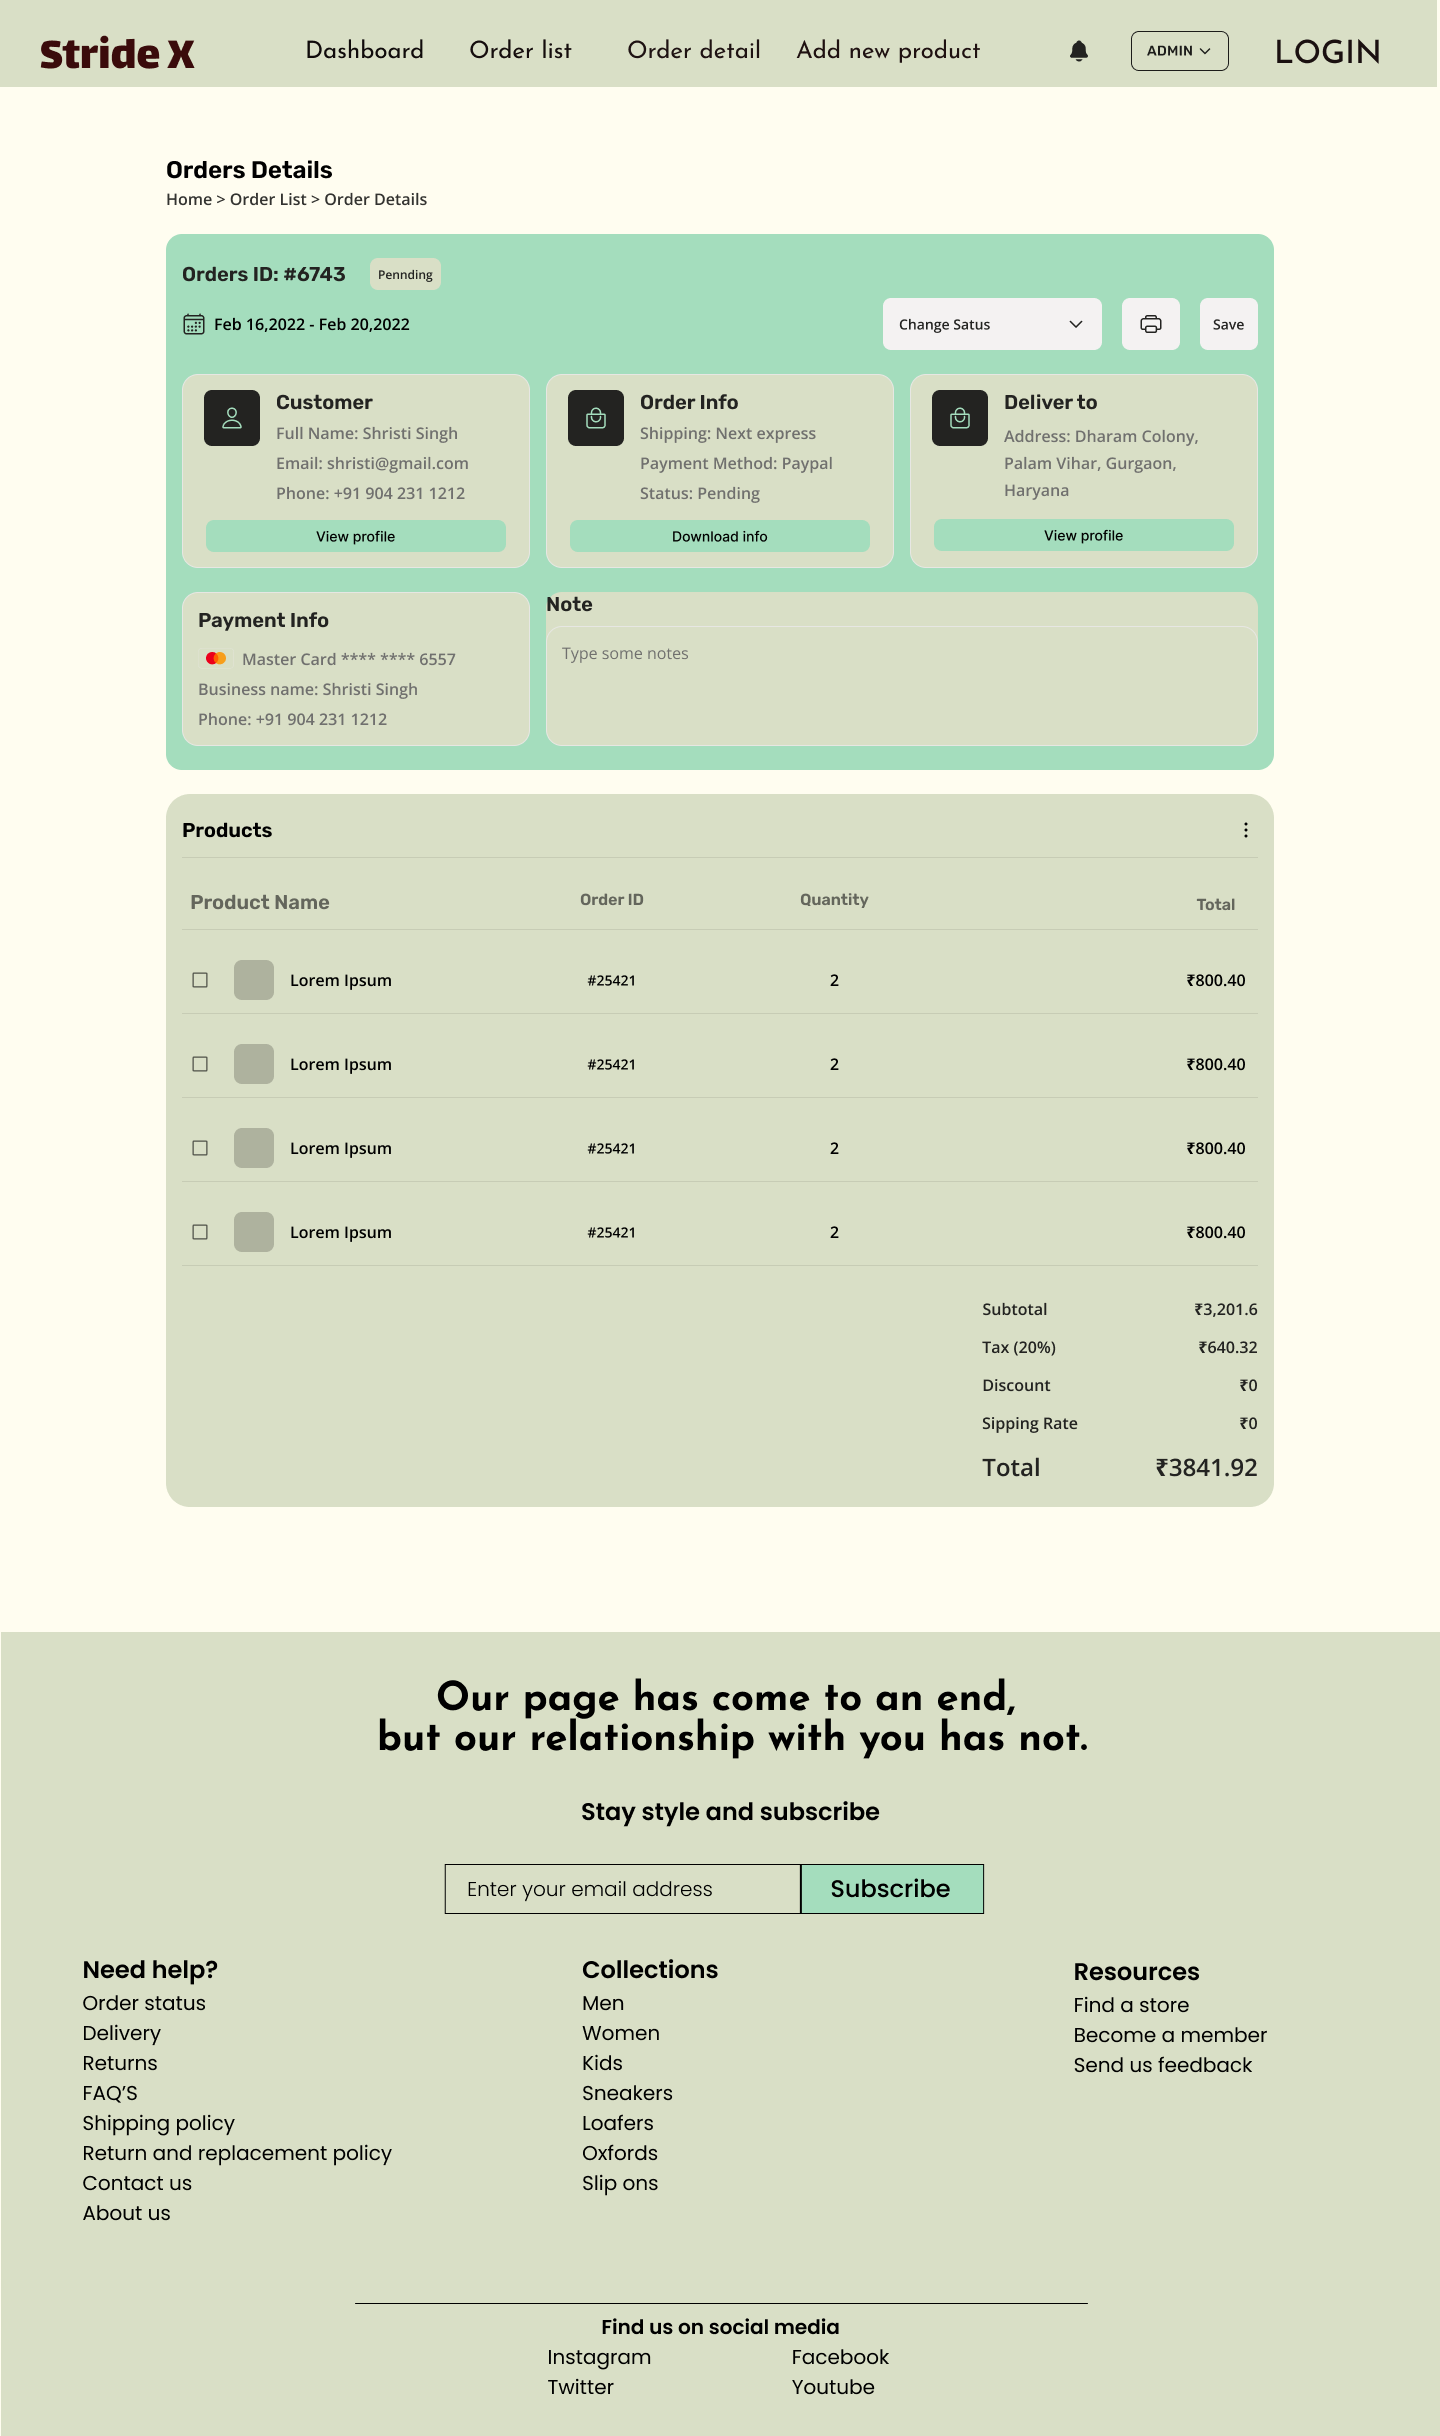 Stride X
Dashboard
Order list
Order detail
Add new product
ADMIN
LOGIN
Orders Details
Home > Order List > Order Details
Orders ID: #6743
Pennding
Feb 16,2022 - Feb 20,2022
Change Satus
Save
Customer
Full Name: Shristi Singh
Email: shristi@gmail.com
Phone: +91 904 231 1212
View profile
Order Info
Shipping: Next express
Payment Method: Paypal
Status: Pending
Download info
Deliver to
Address: Dharam Colony,
Palam Vihar, Gurgaon,
Haryana
View profile
Payment Info
Master Card **** **** 6557
Business name: Shristi Singh
Phone: +91 904 231 1212
Note
Type some notes
Products
Product Name Order ID Quantity Total
Lorem Ipsum #25421 2 ₹800.40
Lorem Ipsum #25421 2 ₹800.40
Lorem Ipsum #25421 2 ₹800.40
Lorem Ipsum #25421 2 ₹800.40
Subtotal ₹3,201.6
Tax (20%) ₹640.32
Discount ₹0
Sipping Rate ₹0
Total ₹3841.92
Our page has come to an end,
but our relationship with you has not.
Stay style and subscribe
Enter your email address
Subscribe
Need help?
Order status
Delivery
Returns
FAQ'S
Shipping policy
Return and replacement policy
Contact us
About us
Collections
Men
Women
Kids
Sneakers
Loafers
Oxfords
Slip ons
Resources
Find a store
Become a member
Send us feedback
Find us on social media
Instagram
Facebook
Twitter
Youtube